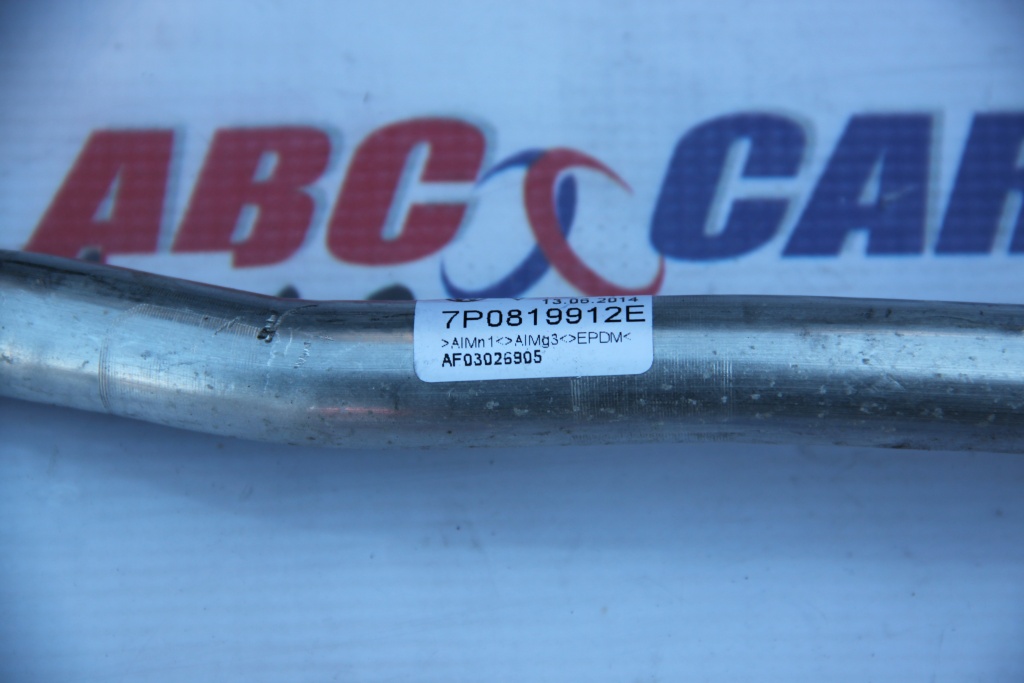 ABC CAR
13.06.2014
7P0819912E
>AlMn1<>AlMg3<>EPDM<
AF03026905